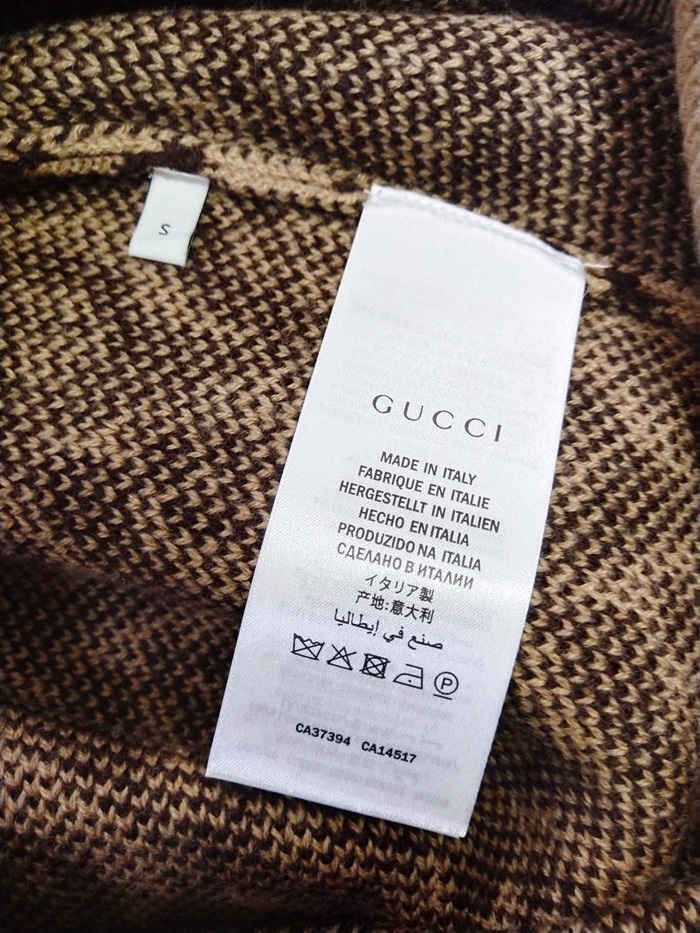 S
GUCCI
MADE IN ITALY
FABRIQUE EN ITALIE
HERGESTELLT IN ITALIEN
HECHO EN ITALIA
PRODUZIDO NA ITALIA
СДЕЛАНО В ИТАЛИИ
イタリア製
产地:意大利
صنع في إيطاليا
P
CA37394 CA14517